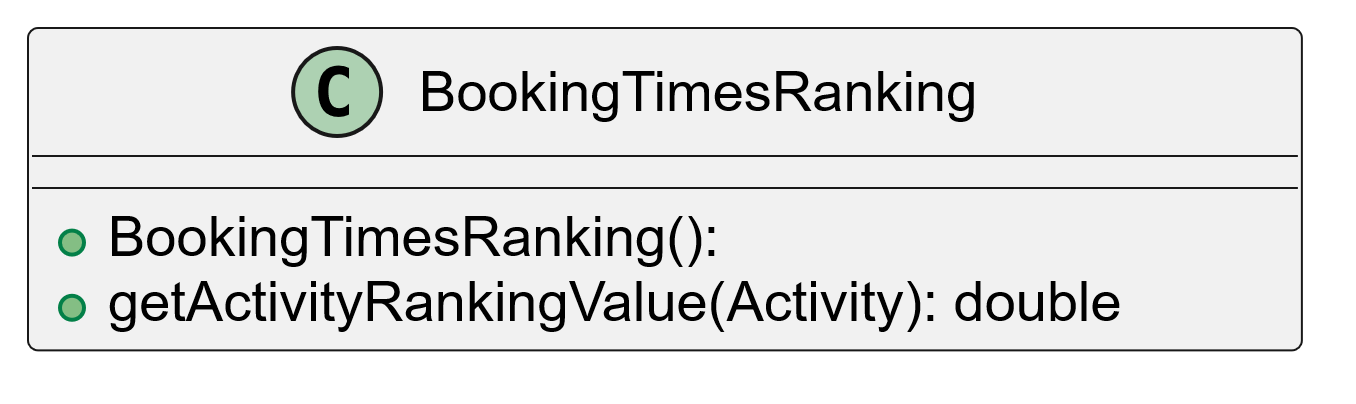 C BookingTimesRanking
BookingTimesRanking():
getActivityRankingValue(Activity): double